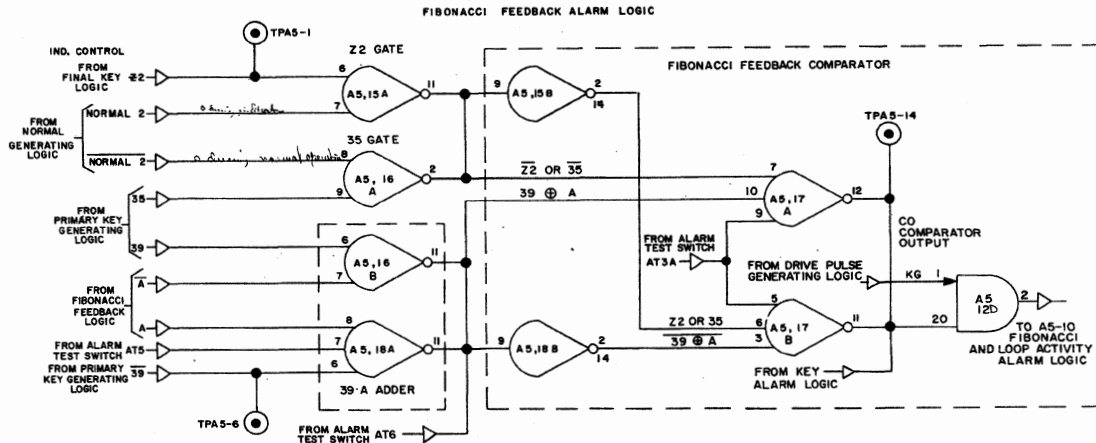 FIBONACCI FEEDBACK ALARM LOGIC
TPA5-1
IND. CONTROL
FROM
FINAL KEY
LOGIC
Z2
6
Z2 GATE
A5,15A
11
9
A5,15B
2
14
FIBONACCI FEEDBACK COMPARATOR
FROM
NORMAL
GENERATING
LOGIC
NORMAL 2
7
35 GATE
TPA5-14
NORMAL 2
normal operation
8
A5, 16
A
2
Z2 OR 35
7
35
9
39 ⊕ A
10
A5, 17
A
12
9
FROM
PRIMARY KEY
GENERATING
LOGIC
39
6
A5, 16
B
11
FROM ALARM
TEST SWITCH
AT3A
CO
COMPARATOR
OUTPUT
A
7
FROM DRIVE PULSE
GENERATING LOGIC
KG
1
A5
12D
2
FROM
FIBONACCI
FEEDBACK
LOGIC
5
A
8
Z2 OR 35
6
A5, 17
B
11
20
FROM ALARM
TEST SWITCH
AT5
7
A5, 18A
11
9
A5, 18B
2
14
39 ⊕ A
3
TO A5-10
FIBONACCI
AND LOOP ACTIVITY
ALARM LOGIC
FROM PRIMARY
KEY GENERATING
LOGIC
39
6
39·A ADDER
FROM KEY
ALARM LOGIC
TPA5-6
FROM ALARM
TEST SWITCH AT6